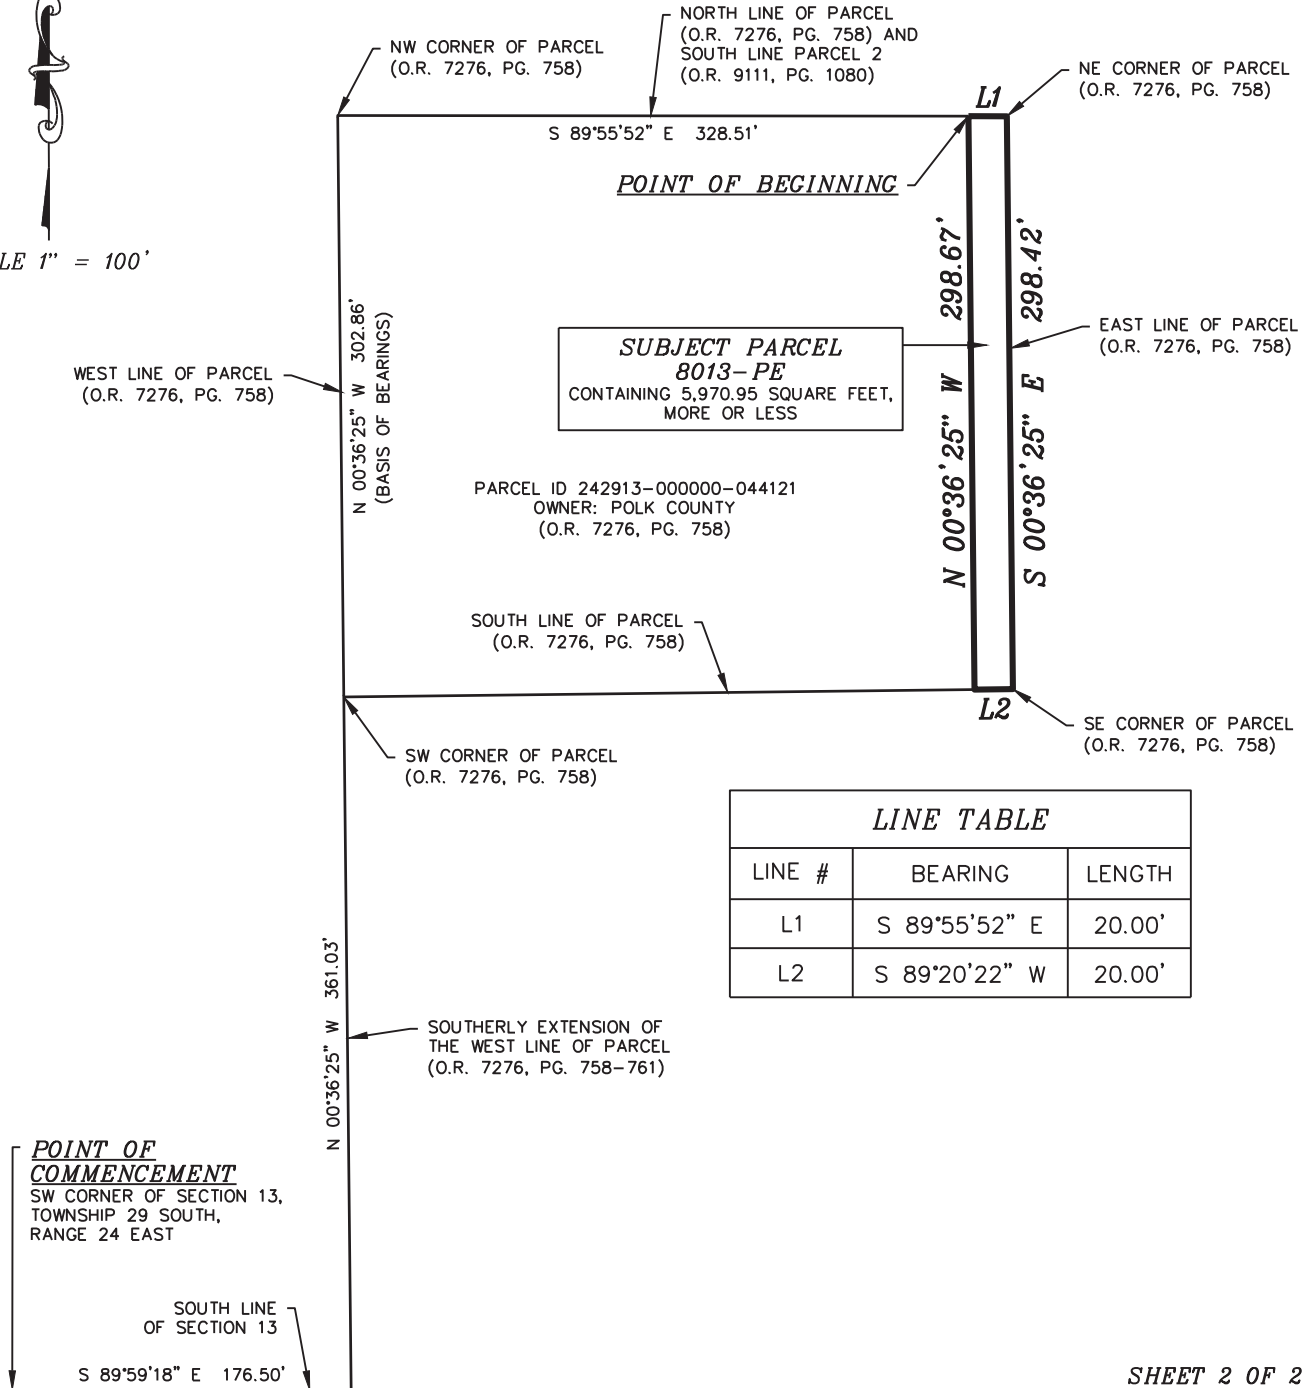 NORTH LINE OF PARCEL
(O.R. 7276, PG. 758) AND
SOUTH LINE PARCEL 2
(O.R. 9111, PG. 1080)
NW CORNER OF PARCEL
(O.R. 7276, PG. 758)
NE CORNER OF PARCEL
(O.R. 7276, PG. 758)
L1
S 89°55'52" E 328.51'
POINT OF BEGINNING
LE 1" = 100'
N 00°36'25" W 302.86'
(BASIS OF BEARINGS)
WEST LINE OF PARCEL
(O.R. 7276, PG. 758)
SUBJECT PARCEL
8013-PE
CONTAINING 5,970.95 SQUARE FEET,
MORE OR LESS
N 00°36'25" W 298.67'
S 00°36'25" E 298.42'
EAST LINE OF PARCEL
(O.R. 7276, PG. 758)
PARCEL ID 242913-000000-044121
OWNER: POLK COUNTY
(O.R. 7276, PG. 758)
SOUTH LINE OF PARCEL
(O.R. 7276, PG. 758)
L2
SE CORNER OF PARCEL
(O.R. 7276, PG. 758)
SW CORNER OF PARCEL
(O.R. 7276, PG. 758)
LINE TABLE
LINE # BEARING LENGTH
L1 S 89°55'52" E 20.00'
L2 S 89°20'22" W 20.00'
N 00°36'25" W 361.03'
SOUTHERLY EXTENSION OF
THE WEST LINE OF PARCEL
(O.R. 7276, PG. 758-761)
POINT OF
COMMENCEMENT
SW CORNER OF SECTION 13,
TOWNSHIP 29 SOUTH,
RANGE 24 EAST
SOUTH LINE
OF SECTION 13
S 89°59'18" E 176.50'
SHEET 2 OF 2